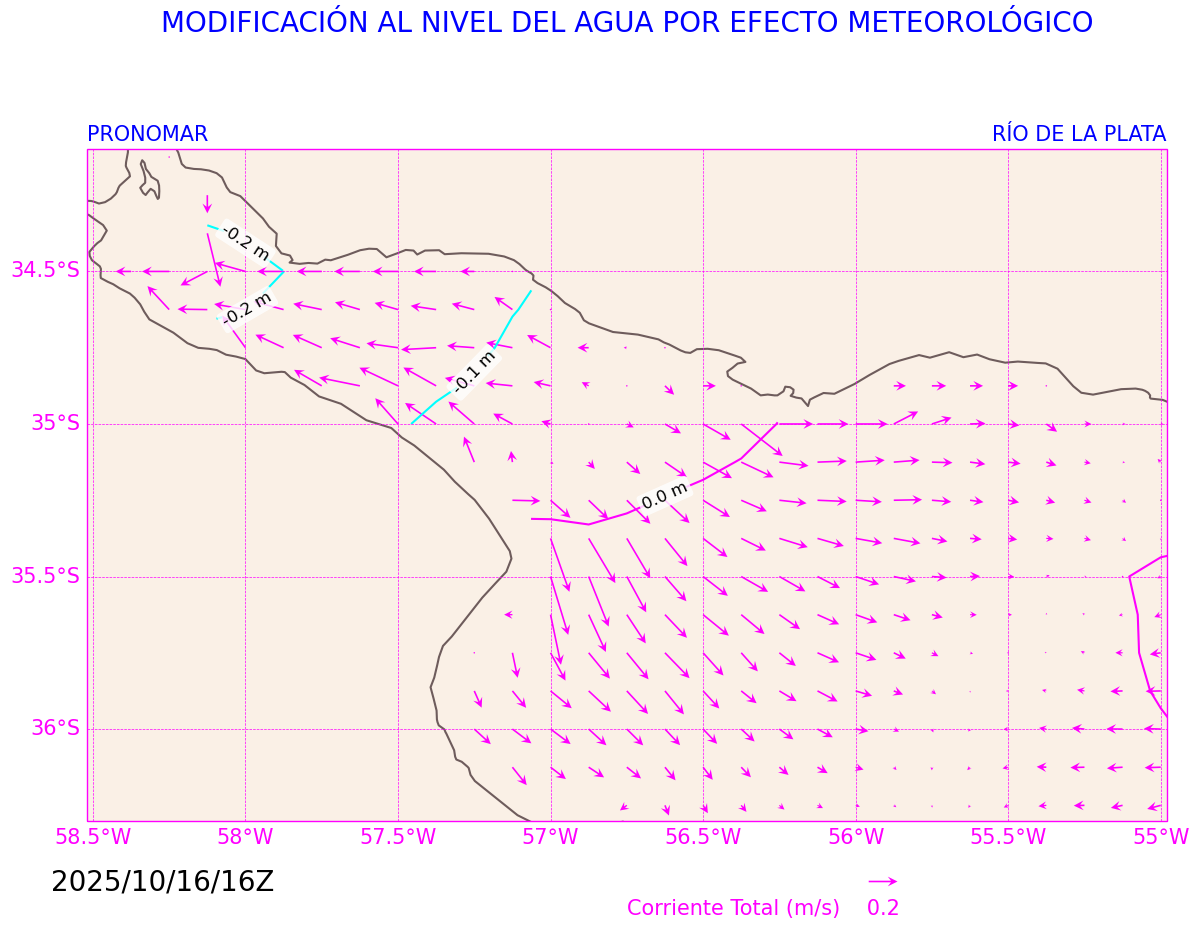 MODIFICACIÓN AL NIVEL DEL AGUA POR EFECTO METEOROLÓGICO
PRONOMAR
RÍO DE LA PLATA
-0.2 m
34.5°S
-0.2 m
-0.1 m
35°S
0.0 m
35.5°S
36°S
58.5°W 58°W 57.5°W 57°W 56.5°W 56°W 55.5°W 55°W
2025/10/16/16Z
Corriente Total (m/s) 0.2